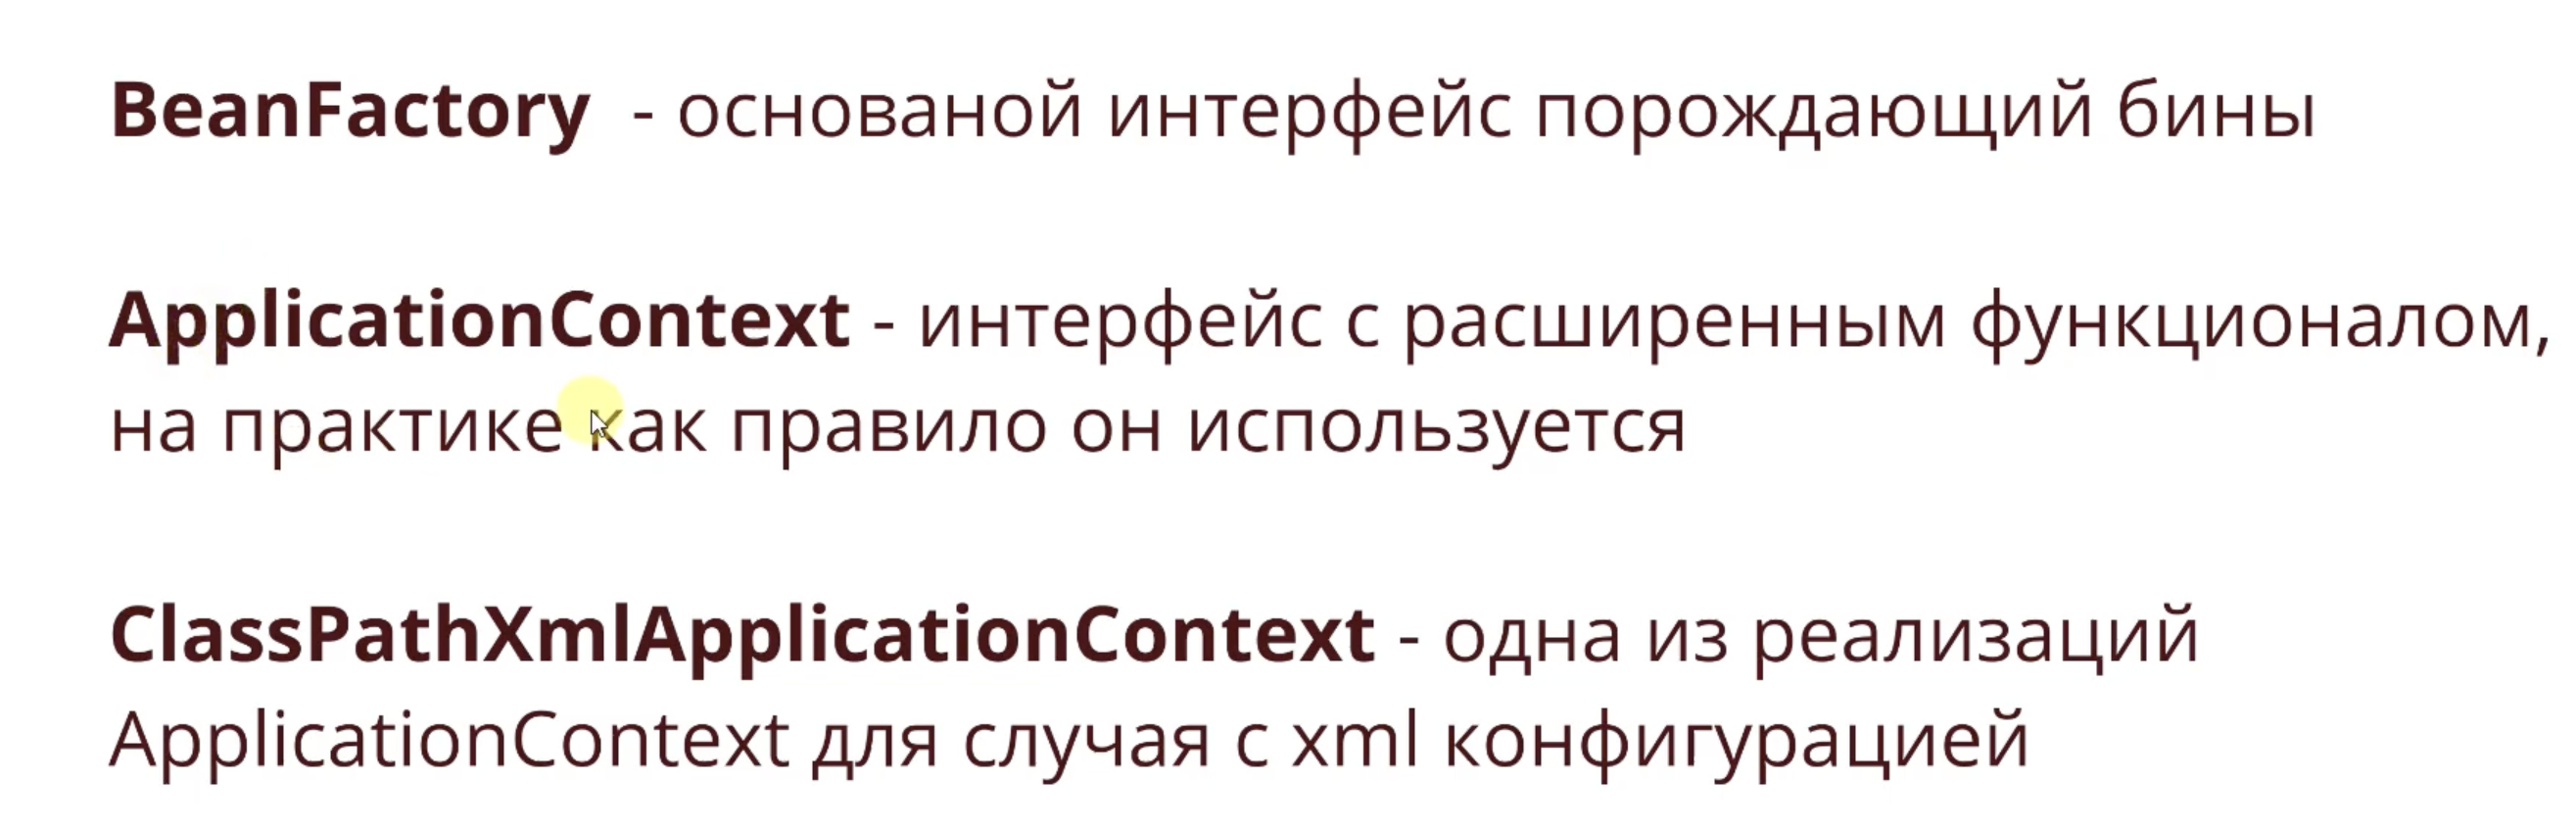 BeanFactory - основаной интерфейс порождающий бины
ApplicationContext - интерфейс с расширенным функционалом,
на практике как правило он используется
ClassPathXmlApplicationContext - одна из реализаций
ApplicationContext для случая с xml конфигурацией